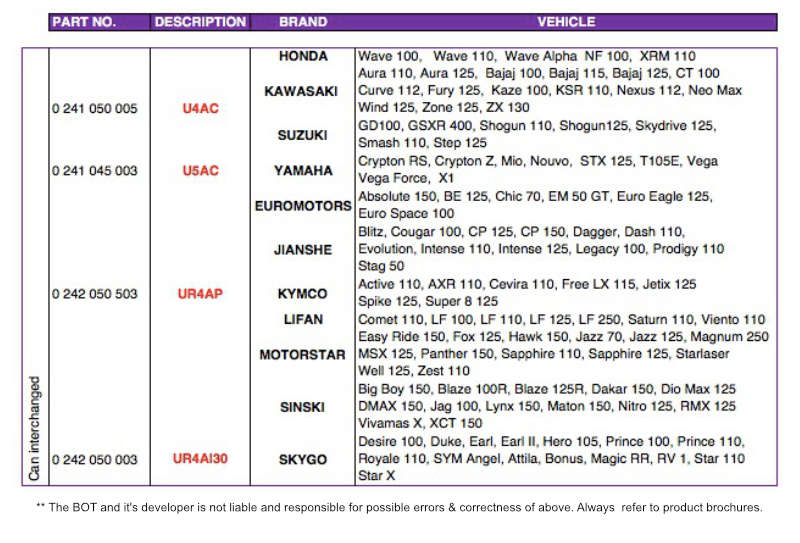 PART NO. DESCRIPTION BRAND VEHICLE
HONDA Wave 100, Wave 110, Wave Alpha NF 100, XRM 110
Aura 110, Aura 125, Bajaj 100, Bajaj 115, Bajaj 125, CT 100
KAWASAKI Curve 112, Fury 125, Kaze 100, KSR 110, Nexus 112, Neo Max
0 241 050 005 U4AC Wind 125, Zone 125, ZX 130
SUZUKI GD100, GSXR 400, Shogun 110, Shogun125, Skydrive 125,
Smash 110, Step 125
0 241 045 003 U5AC YAMAHA Crypton RS, Crypton Z, Mio, Nouvo, STX 125, T105E, Vega
Vega Force, X1
EUROMOTORS Absolute 150, BE 125, Chic 70, EM 50 GT, Euro Eagle 125,
Euro Space 100
Blitz, Cougar 100, CP 125, CP 150, Dagger, Dash 110,
JIANSHE Evolution, Intense 110, Intense 125, Legacy 100, Prodigy 110
Stag 50
0 242 050 503 UR4AP KYMCO Active 110, AXR 110, Cevira 110, Free LX 115, Jetix 125
Spike 125, Super 8 125
LIFAN Comet 110, LF 100, LF 110, LF 125, LF 250, Saturn 110, Viento 110
Easy Ride 150, Fox 125, Hawk 150, Jazz 70, Jazz 125, Magnum 250
MOTORSTAR MSX 125, Panther 150, Sapphire 110, Sapphire 125, Starlaser
Well 125, Zest 110
Big Boy 150, Blaze 100R, Blaze 125R, Dakar 150, Dio Max 125
SINSKI DMAX 150, Jag 100, Lynx 150, Maton 150, Nitro 125, RMX 125
Vivamas X, XCT 150
Desire 100, Duke, Earl, Earl II, Hero 105, Prince 100, Prince 110,
0 242 050 003 UR4AI30 SKYGO Royale 110, SYM Angel, Attila, Bonus, Magic RR, RV 1, Star 110
Star X
Can interchanged
** The BOT and it's developer is not liable and responsible for possible errors & correctness of above. Always refer to product brochures.